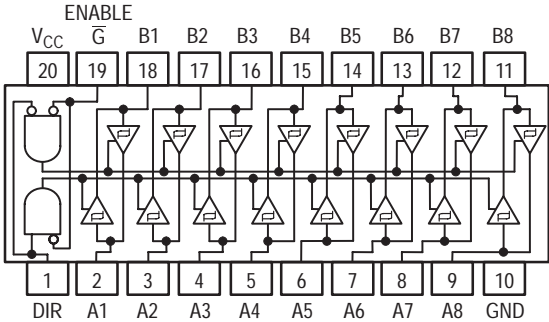 ENABLE
V_CC G̅ B1 B2 B3 B4 B5 B6 B7 B8
20 19 18 17 16 15 14 13 12 11
1 2 3 4 5 6 7 8 9 10
DIR A1 A2 A3 A4 A5 A6 A7 A8 GND